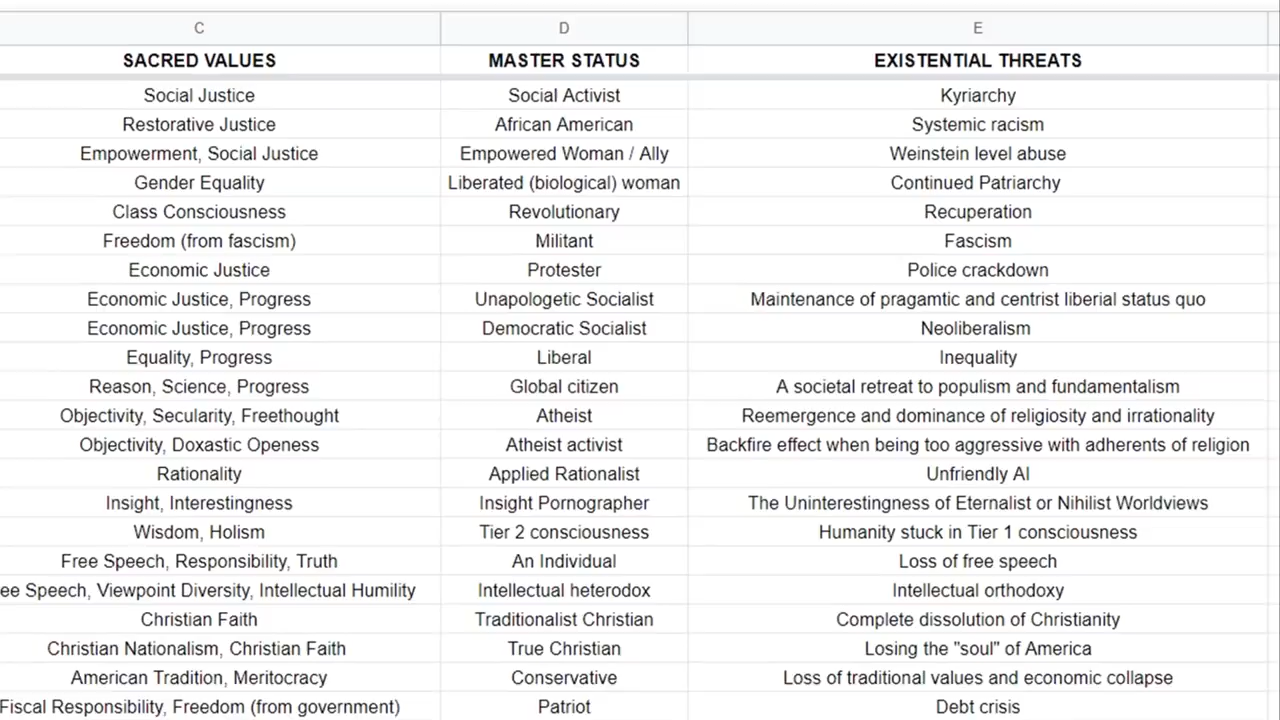 C D E
SACRED VALUES MASTER STATUS EXISTENTIAL THREATS
Social Justice Social Activist Kyriarchy
Restorative Justice African American Systemic racism
Empowerment, Social Justice Empowered Woman / Ally Weinstein level abuse
Gender Equality Liberated (biological) woman Continued Patriarchy
Class Consciousness Revolutionary Recuperation
Freedom (from fascism) Militant Fascism
Economic Justice Protester Police crackdown
Economic Justice, Progress Unapologetic Socialist Maintenance of pragamtic and centrist liberial status quo
Economic Justice, Progress Democratic Socialist Neoliberalism
Equality, Progress Liberal Inequality
Reason, Science, Progress Global citizen A societal retreat to populism and fundamentalism
Objectivity, Secularity, Freethought Atheist Reemergence and dominance of religiosity and irrationality
Objectivity, Doxastic Openess Atheist activist Backfire effect when being too aggressive with adherents of religion
Rationality Applied Rationalist Unfriendly AI
Insight, Interestingness Insight Pornographer The Uninterestingness of Eternalist or Nihilist Worldviews
Wisdom, Holism Tier 2 consciousness Humanity stuck in Tier 1 consciousness
Free Speech, Responsibility, Truth An Individual Loss of free speech
ee Speech, Viewpoint Diversity, Intellectual Humility Intellectual heterodox Intellectual orthodoxy
Christian Faith Traditionalist Christian Complete dissolution of Christianity
Christian Nationalism, Christian Faith True Christian Losing the "soul" of America
American Tradition, Meritocracy Conservative Loss of traditional values and economic collapse
Fiscal Responsibility, Freedom (from government) Patriot Debt crisis